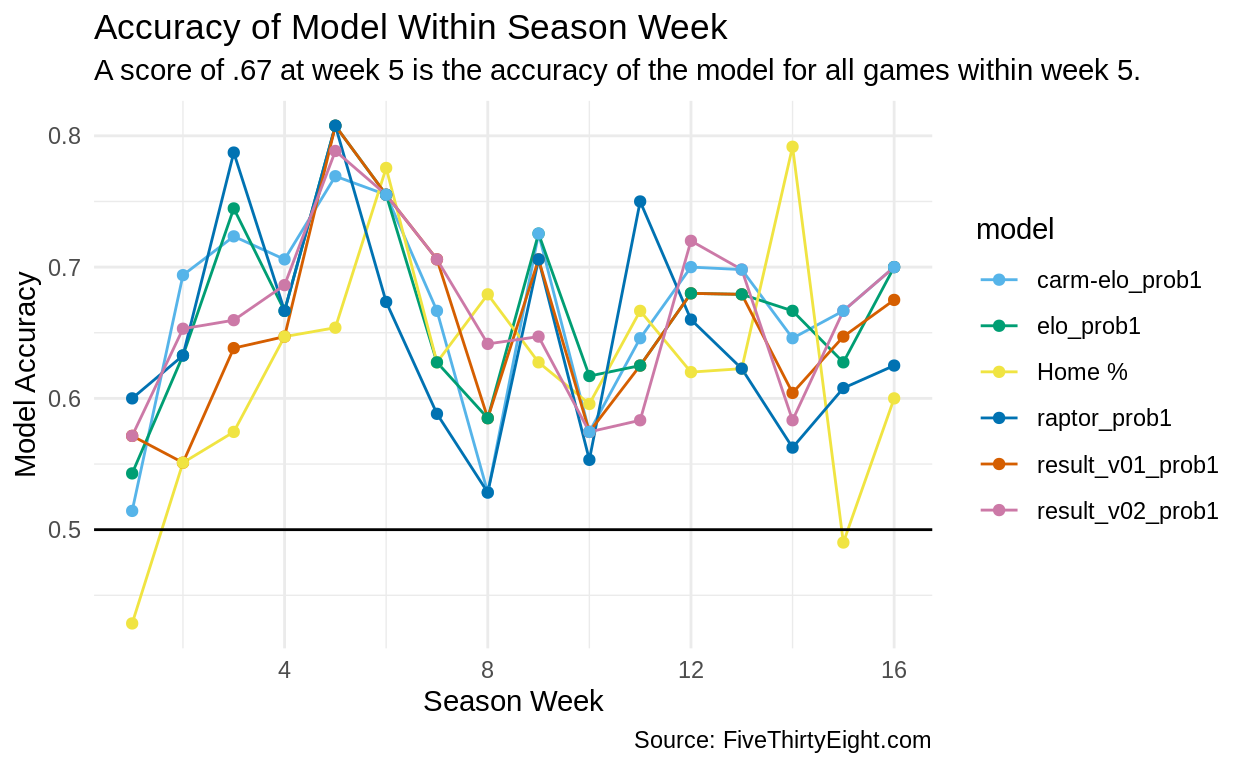 Accuracy of Model Within Season Week
A score of .67 at week 5 is the accuracy of the model for all games within week 5.
Model Accuracy
0.8
0.7
0.6
0.5
4 8 12 16
Season Week
model
carm-elo_prob1
elo_prob1
Home %
raptor_prob1
result_v01_prob1
result_v02_prob1
Source: FiveThirtyEight.com